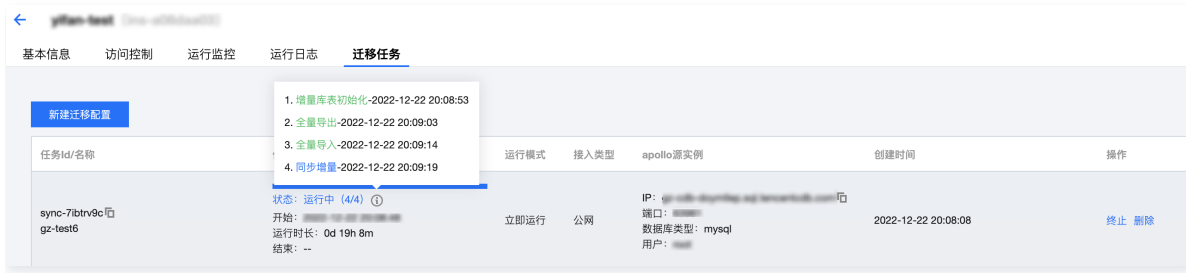 yifan-test
基本信息 访问控制 运行监控 运行日志 迁移任务
新建迁移配置
1. 增量库表初始化-2022-12-22 20:08:53
2. 全量导出-2022-12-22 20:09:03
3. 全量导入-2022-12-22 20:09:14
4. 同步增量-2022-12-22 20:09:19
任务Id/名称 运行模式 接入类型 apollo源实例 创建时间 操作
sync-7ibtrv9c
gz-test6
状态：运行中（4/4）
开始：
运行时长：0d 19h 8m
结束：--
立即运行
公网
IP：
端口：
数据库类型：mysql
用户：
2022-12-22 20:08:08
终止 删除